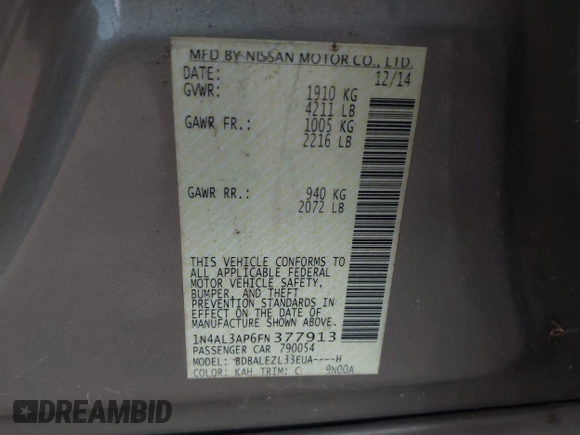 MFD BY NISSAN MOTOR CO., LTD.
DATE: 12/14
GVWR: 1910 KG
4211 LB
GAWR FR.: 1005 KG
2216 LB
GAWR RR.: 940 KG
2072 LB
THIS VEHICLE CONFORMS TO
ALL APPLICABLE FEDERAL
MOTOR VEHICLE SAFETY,
BUMPER, AND THEFT
PREVENTION STANDARDS IN
EFFECT ON THE DATE OF
MANUFACTURE SHOWN ABOVE.
1N4AL3AP6FN377913
PASSENGER CAR 790054
MODEL: BDBALEZL33EUA----H
COLOR: KAH TRIM: C 9N00A
DREAMBID